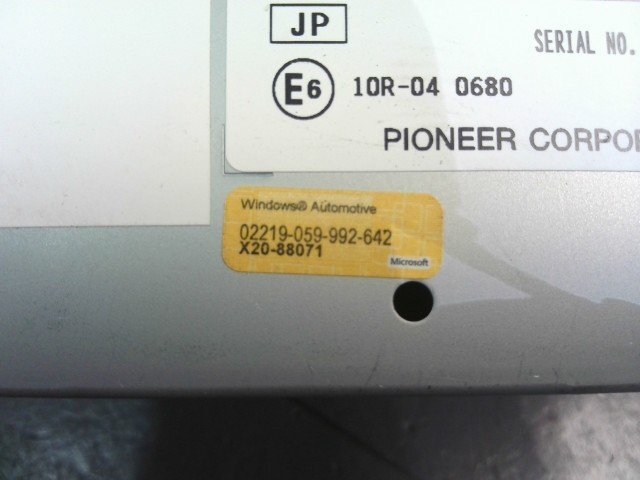 JP
SERIAL NO.
E6 10R-04 0680
PIONEER CORPOR
Windows® Automotive
02219-059-992-642
X20-88071
Microsoft